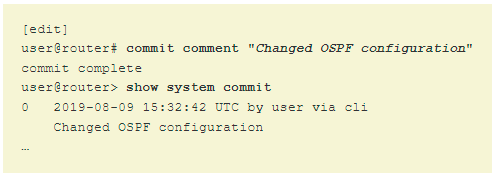 [edit]
user@router# commit comment "Changed OSPF configuration"
commit complete
user@router> show system commit
0   2019-08-09 15:32:42 UTC by user via cli
    Changed OSPF configuration
…